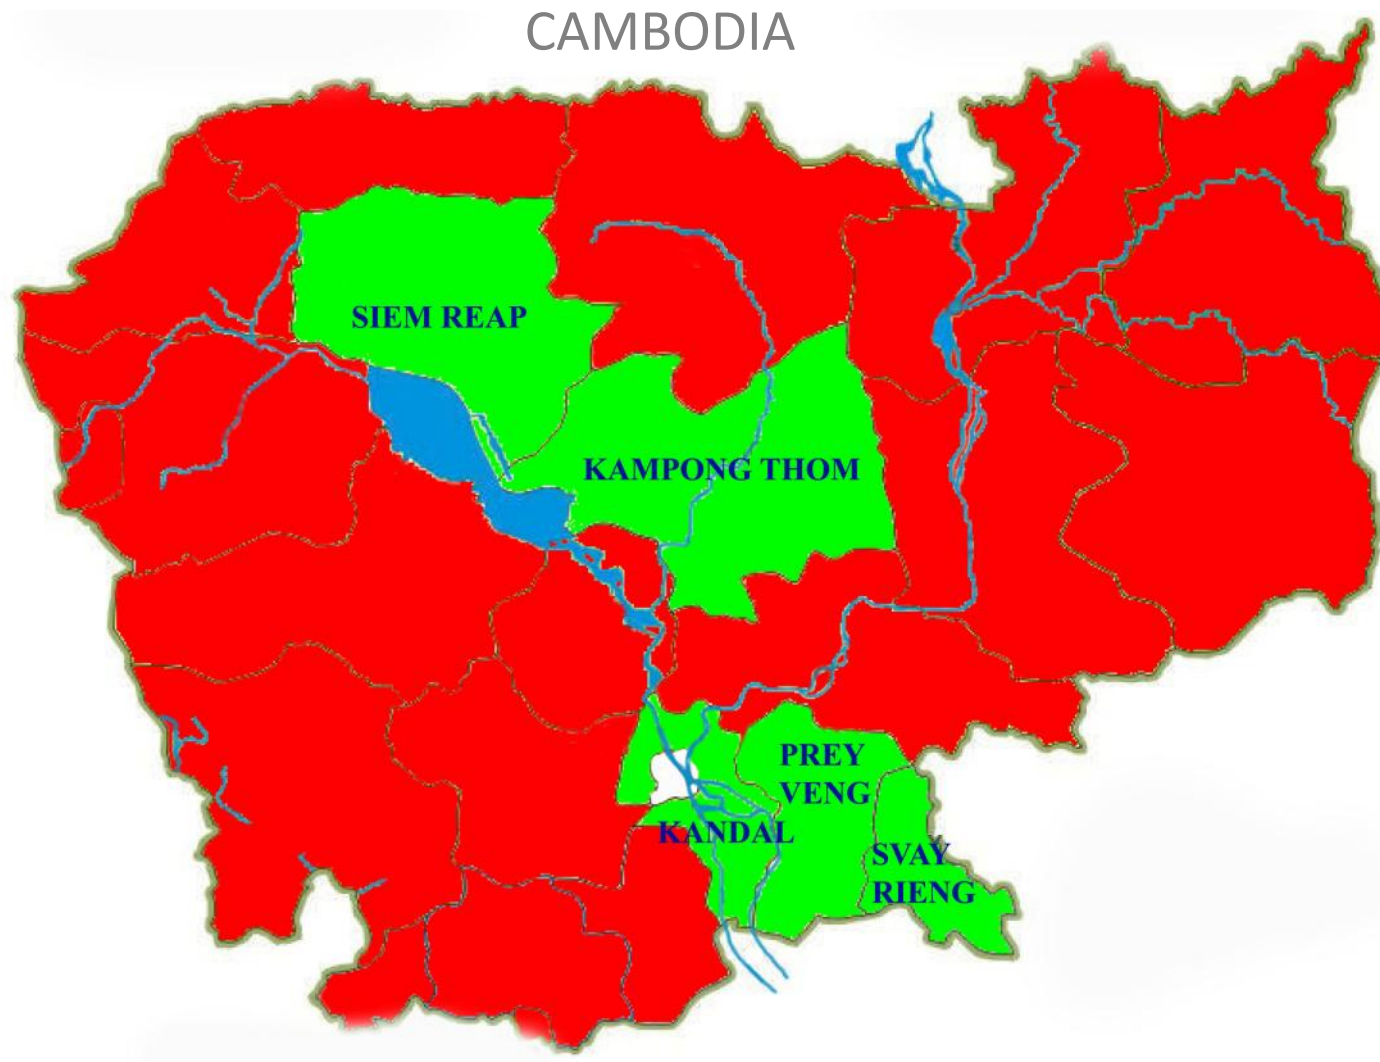 CAMBODIA
SIEM REAP
KAMPONG THOM
PREY
VENG
KANDAL
SVAY
RIENG